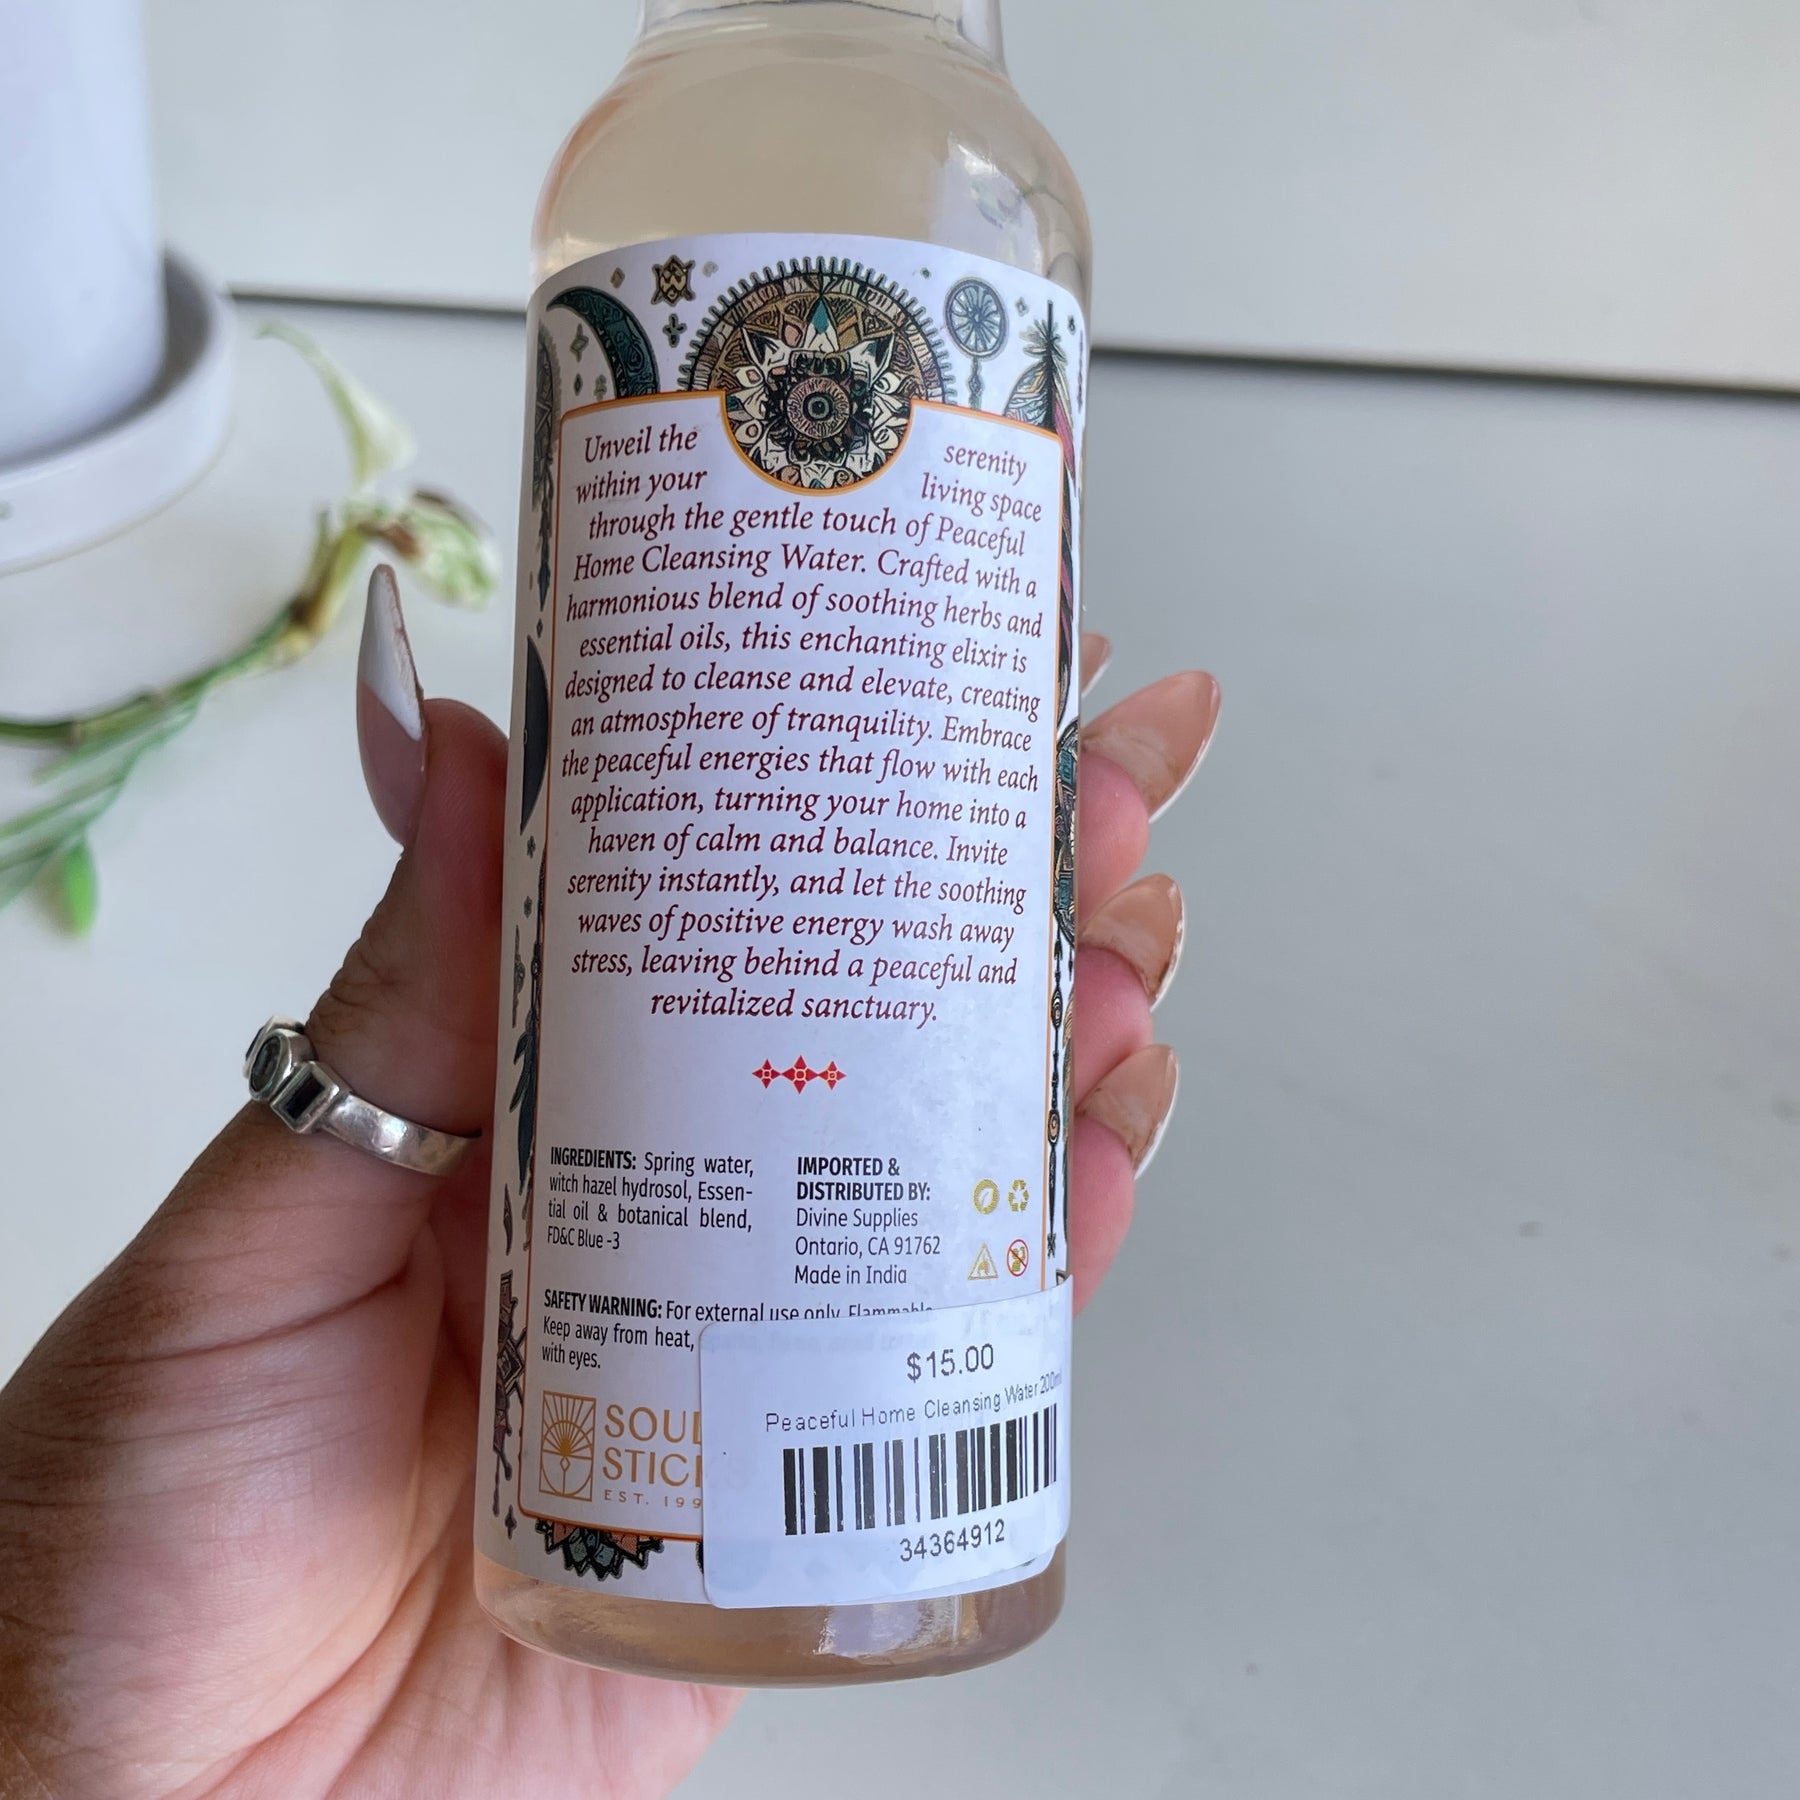 Unveil the serenity
within your living space
through the gentle touch of Peaceful
Home Cleansing Water. Crafted with a
harmonious blend of soothing herbs and
essential oils, this enchanting elixir is
designed to cleanse and elevate, creating
an atmosphere of tranquility. Embrace
the peaceful energies that flow with each
application, turning your home into a
haven of calm and balance. Invite
serenity instantly, and let the soothing
waves of positive energy wash away
stress, leaving behind a peaceful and
revitalized sanctuary.
INGREDIENTS: Spring water,
witch hazel hydrosol, Essen-
tial oil & botanical blend,
FD&C Blue -3
IMPORTED &
DISTRIBUTED BY:
Divine Supplies
Ontario, CA 91762
Made in India
SAFETY WARNING: For external use only. Flammable
Keep away from heat,
with eyes.
SOUL
STICKS
EST. 199
$15.00
Peaceful Home Cleansing Water 200ml
34364912